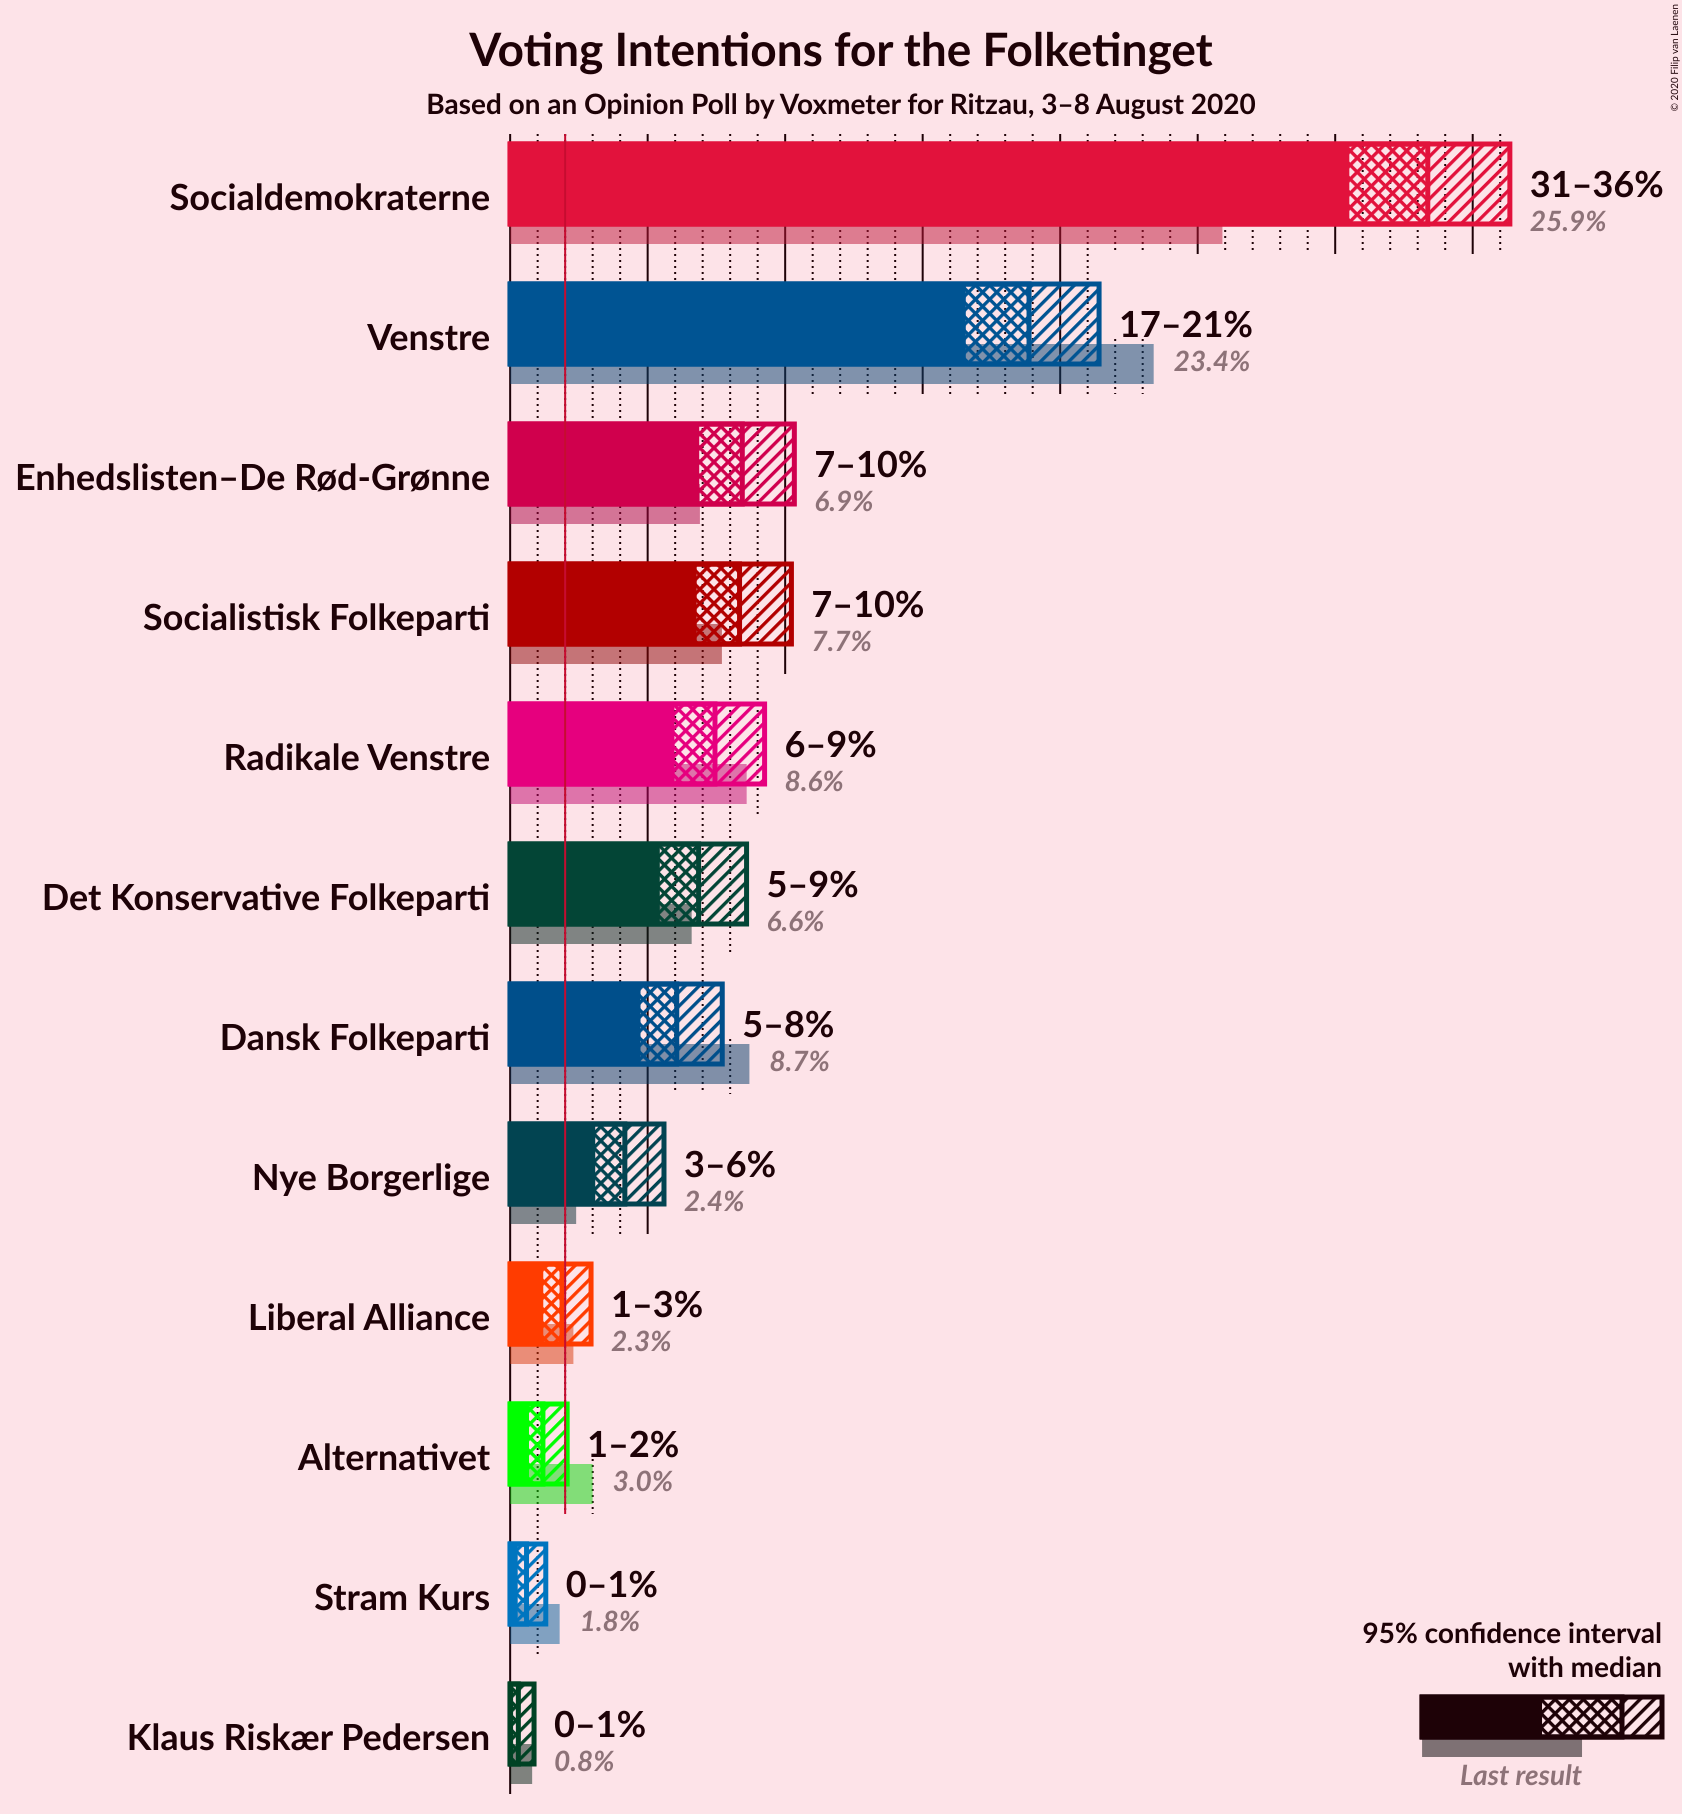 © 2020 Filip van Laenen
Voting Intentions for the Folketinget
Based on an Opinion Poll by Voxmeter for Ritzau, 3–8 August 2020
Socialdemokraterne
31–36%
25.9%
Venstre
17–21%
23.4%
Enhedslisten–De Rød-Grønne
7–10%
6.9%
Socialistisk Folkeparti
7–10%
7.7%
Radikale Venstre
6–9%
8.6%
Det Konservative Folkeparti
5–9%
6.6%
Dansk Folkeparti
5–8%
8.7%
Nye Borgerlige
3–6%
2.4%
Liberal Alliance
1–3%
2.3%
Alternativet
1–2%
3.0%
Stram Kurs
0–1%
1.8%
Klaus Riskær Pedersen
0–1%
0.8%
95% confidence interval
with median
Last result